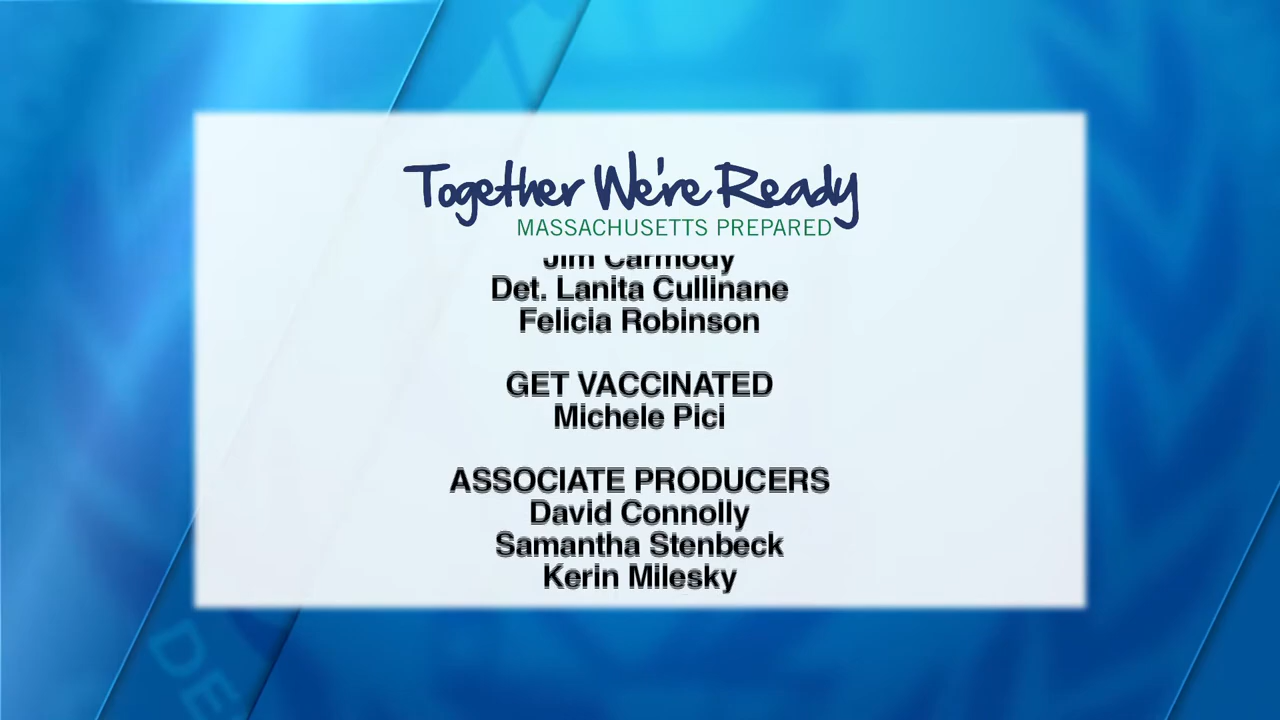 Together We're Ready
MASSACHUSETTS PREPARED
Jim Carmody
Det. Lanita Cullinane
Felicia Robinson
GET VACCINATED
Michele Pici
ASSOCIATE PRODUCERS
David Connolly
Samantha Stenbeck
Kerin Milesky